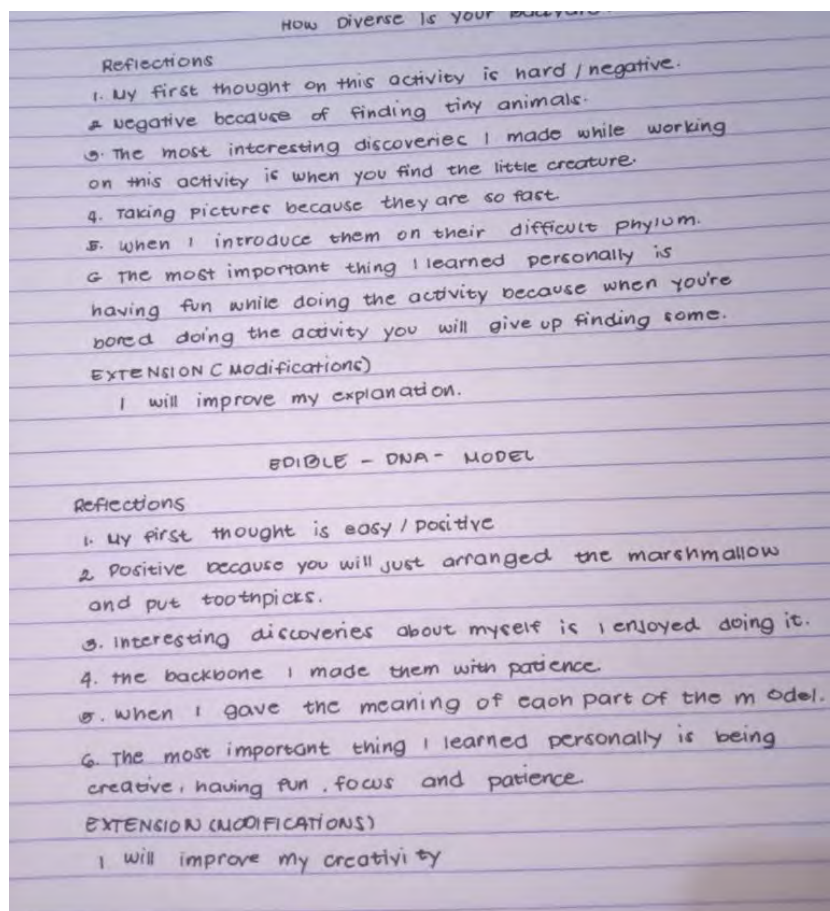 How Diverse Is your
Reflections
1. My first thought on this activity is hard / negative.
2 Negative because of finding tiny animals.
3. The most interesting discoveries I made while working
on this activity is when you find the little creature.
4. Taking pictures because they are so fast.
5. when I introduce them on their difficult phylum.
6 The most important thing I learned personally is
having fun while doing the activity because when you're
bored doing the activity you will give up finding some.
EXTENSION (Modifications)
I will improve my explanation.
EDIBLE - DNA - MODEL
Reflections
1. My first thought is easy / positive
2 Positive because you will just arranged the marshmallow
and put toothpicks.
3. Interesting discoveries about myself is I enjoyed doing it.
4. the backbone I made them with patience.
5. when I gave the meaning of each part of the model.
6. The most important thing I learned personally is being
creative, having fun, focus and patience.
EXTENSION (MODIFICATIONS)
I will improve my creativity